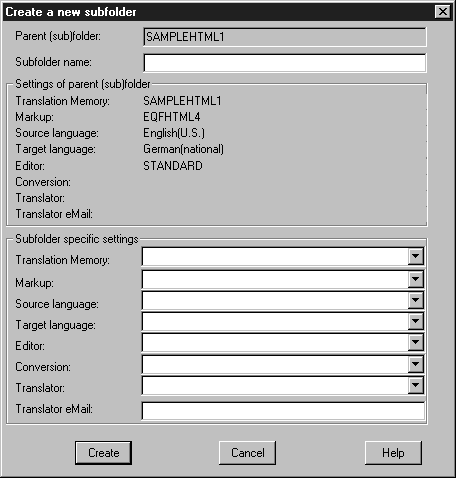 Create a new subfolder
Parent (sub)folder: SAMPLEHTML1
Subfolder name:
Settings of parent (sub)folder
Translation Memory: SAMPLEHTML1
Markup: EQFHTML4
Source language: English(U.S.)
Target language: German(national)
Editor: STANDARD
Conversion:
Translator:
Translator eMail:
Subfolder specific settings
Translation Memory:
Markup:
Source language:
Target language:
Editor:
Conversion:
Translator:
Translator eMail:
Create Cancel Help